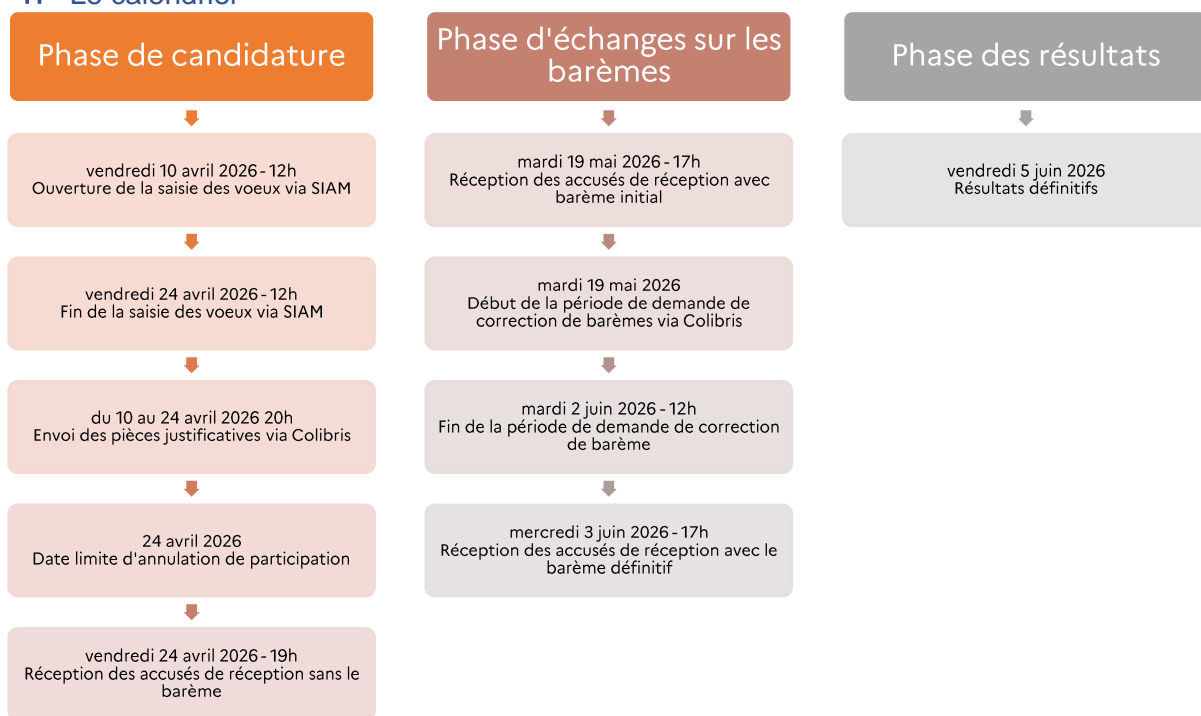 1. Le calendrier
Phase de candidature
vendredi 10 avril 2026 - 12h
Ouverture de la saisie des voeux via SIAM
vendredi 24 avril 2026 - 12h
Fin de la saisie des voeux via SIAM
du 10 au 24 avril 2026 20h
Envoi des pièces justificatives via Colibris
24 avril 2026
Date limite d'annulation de participation
vendredi 24 avril 2026 - 19h
Réception des accusés de réception sans le
barème
Phase d'échanges sur les
barèmes
mardi 19 mai 2026 - 17h
Réception des accusés de réception avec
barème initial
mardi 19 mai 2026
Début de la période de demande de
correction de barèmes via Colibris
mardi 2 juin 2026 - 12h
Fin de la période de demande de correction
de barème
mercredi 3 juin 2026 - 17h
Réception des accusés de réception avec le
barème définitif
Phase des résultats
vendredi 5 juin 2026
Résultats définitifs